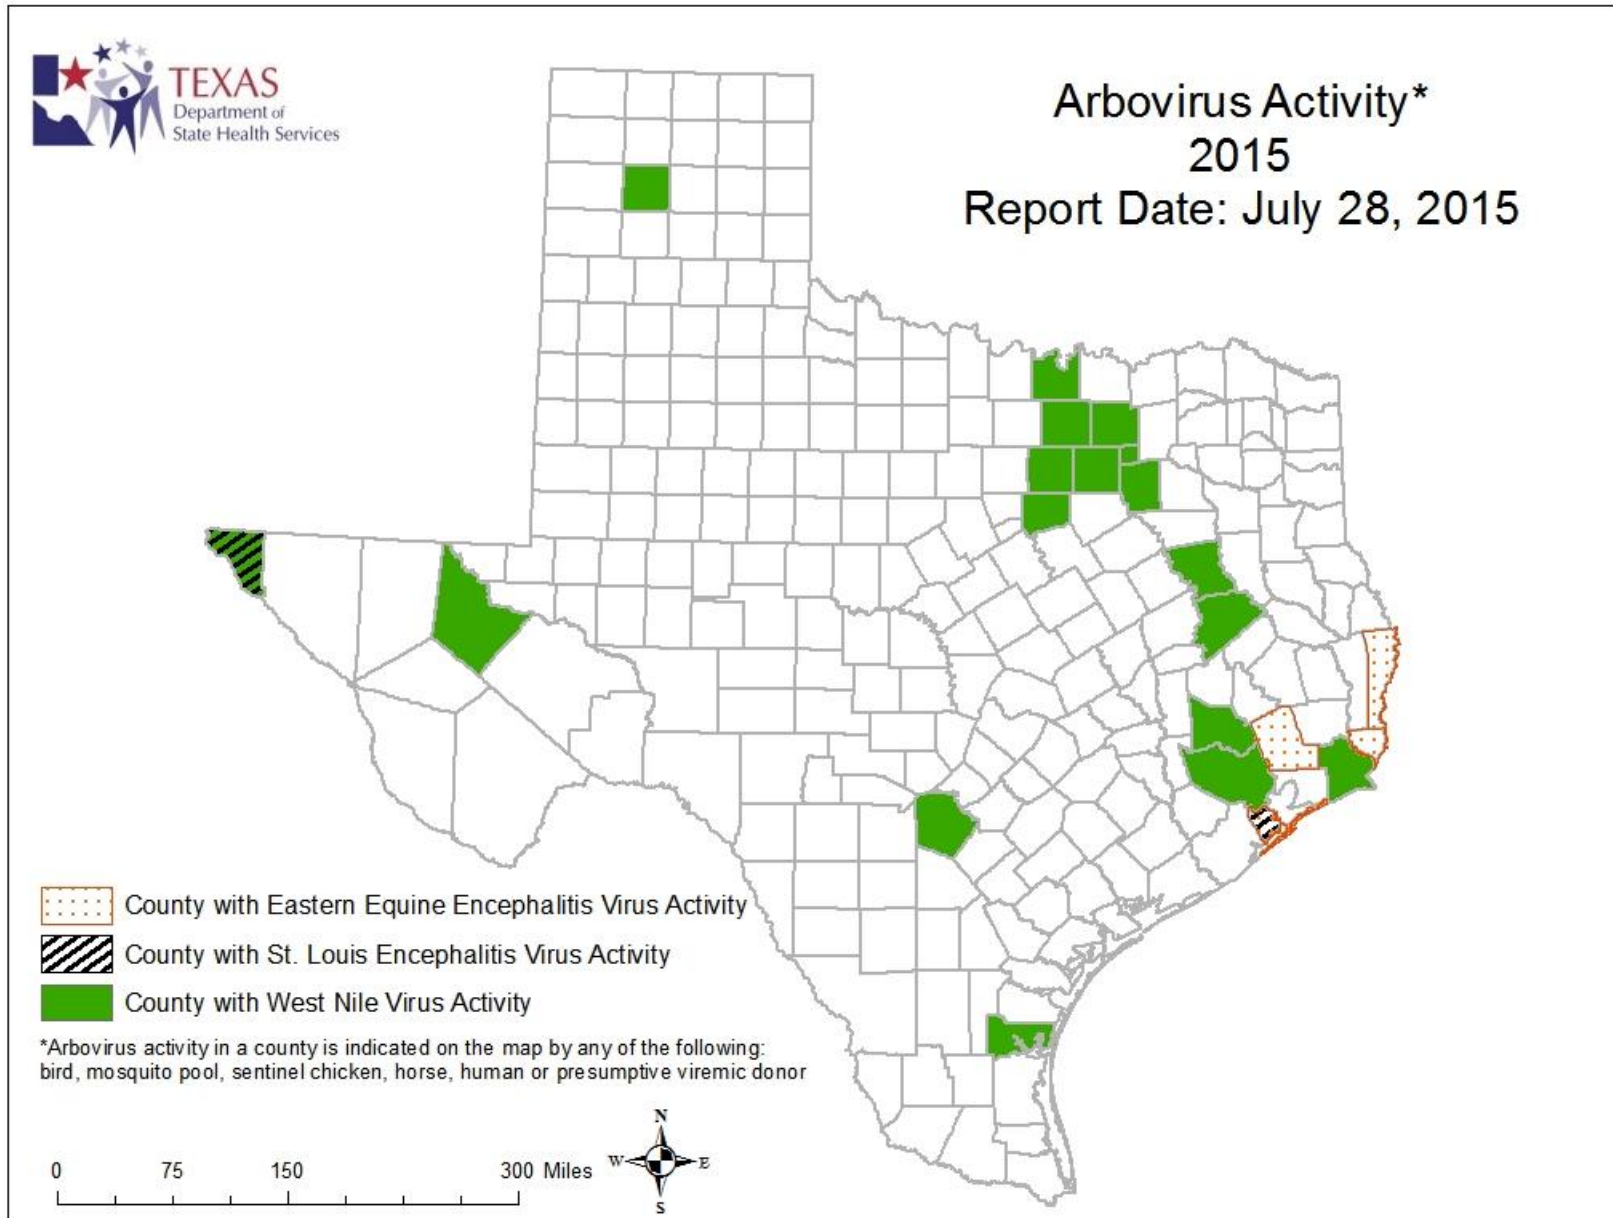 TEXAS
Department of
State Health Services
Arbovirus Activity*
2015
Report Date: July 28, 2015
County with Eastern Equine Encephalitis Virus Activity
County with St. Louis Encephalitis Virus Activity
County with West Nile Virus Activity
*Arbovirus activity in a county is indicated on the map by any of the following:
bird, mosquito pool, sentinel chicken, horse, human or presumptive viremic donor
0 75 150 300 Miles
N
W E
S